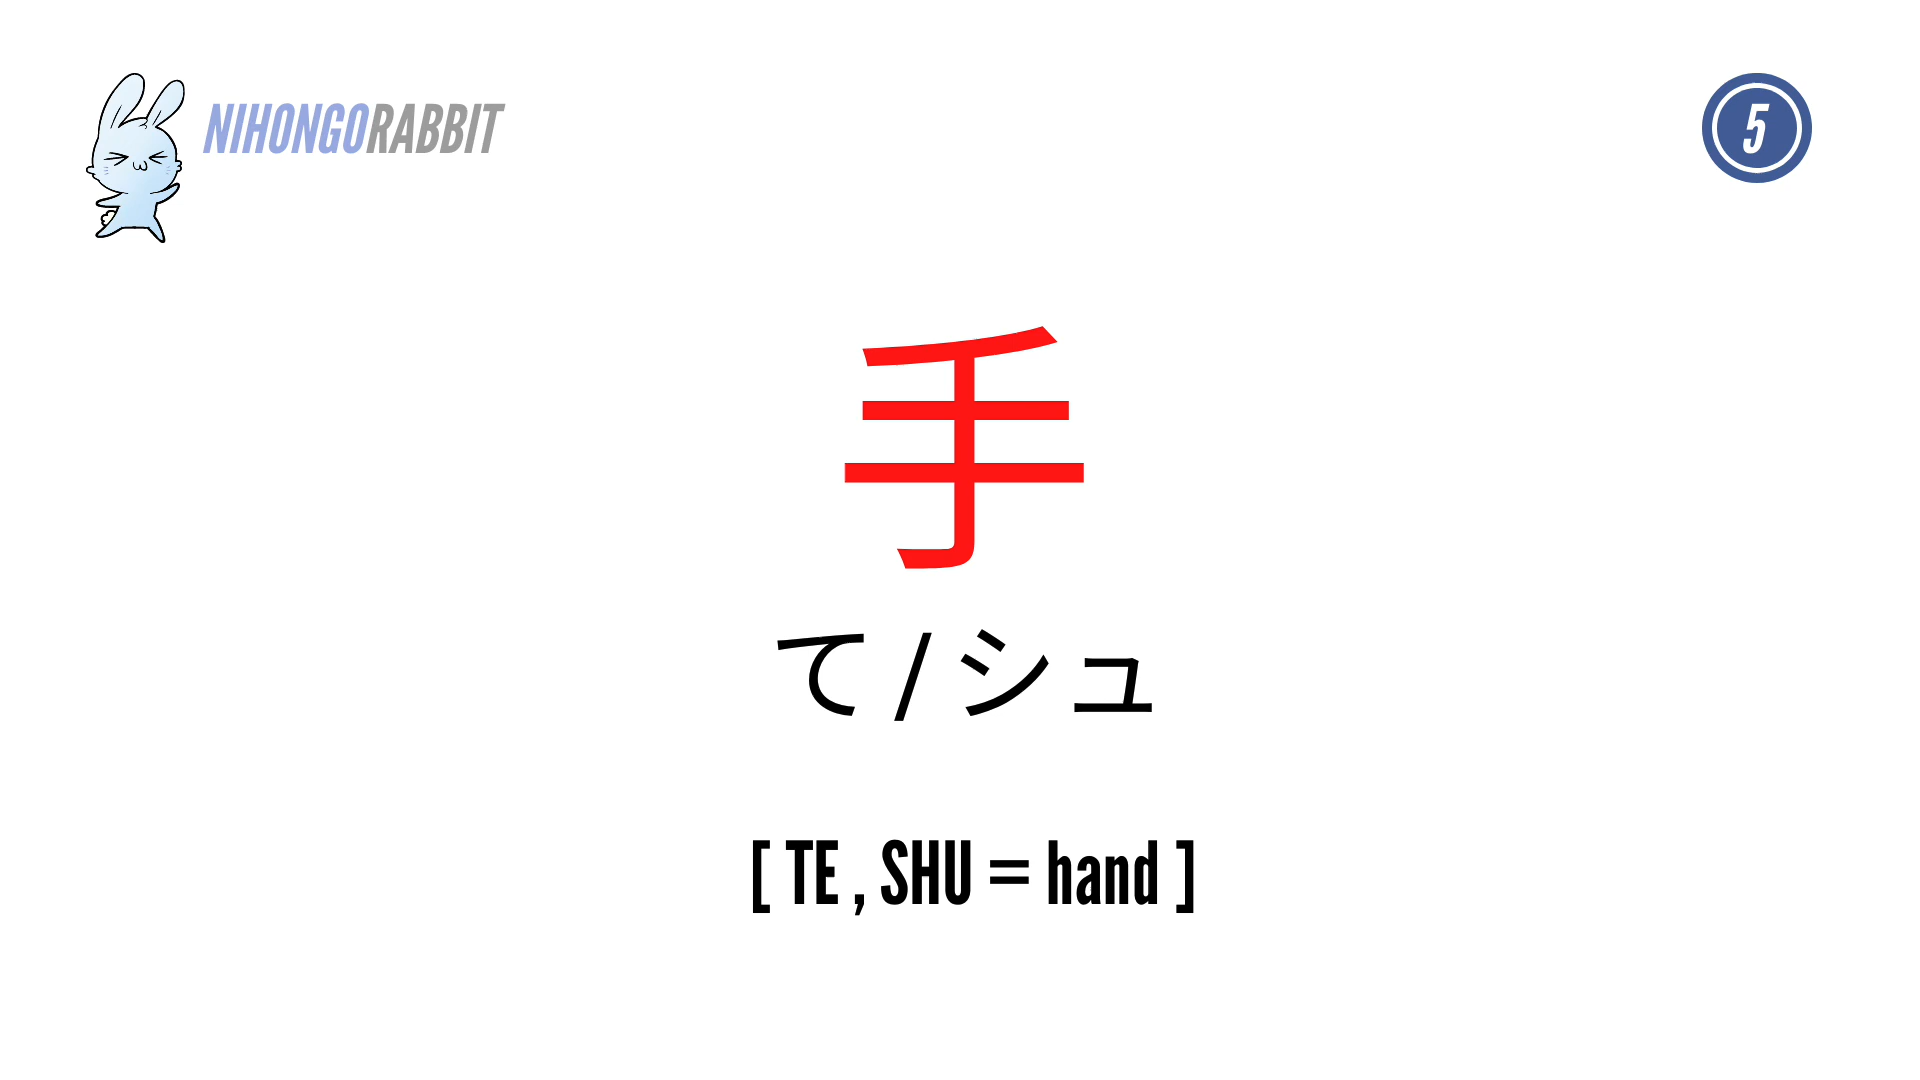 NIHONGORABBIT
5
手
て/シュ
[ TE , SHU = hand ]